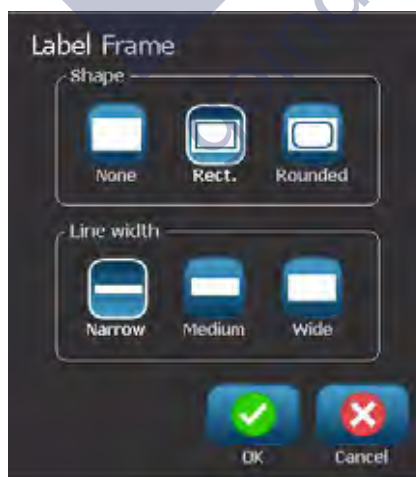 Label Frame
Shape
None Rect. Rounded
Line width
Narrow Medium Wide
OK Cancel